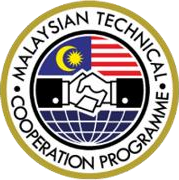 • MALAYSIAN TECHNICAL •
COOPERATION PROGRAMME